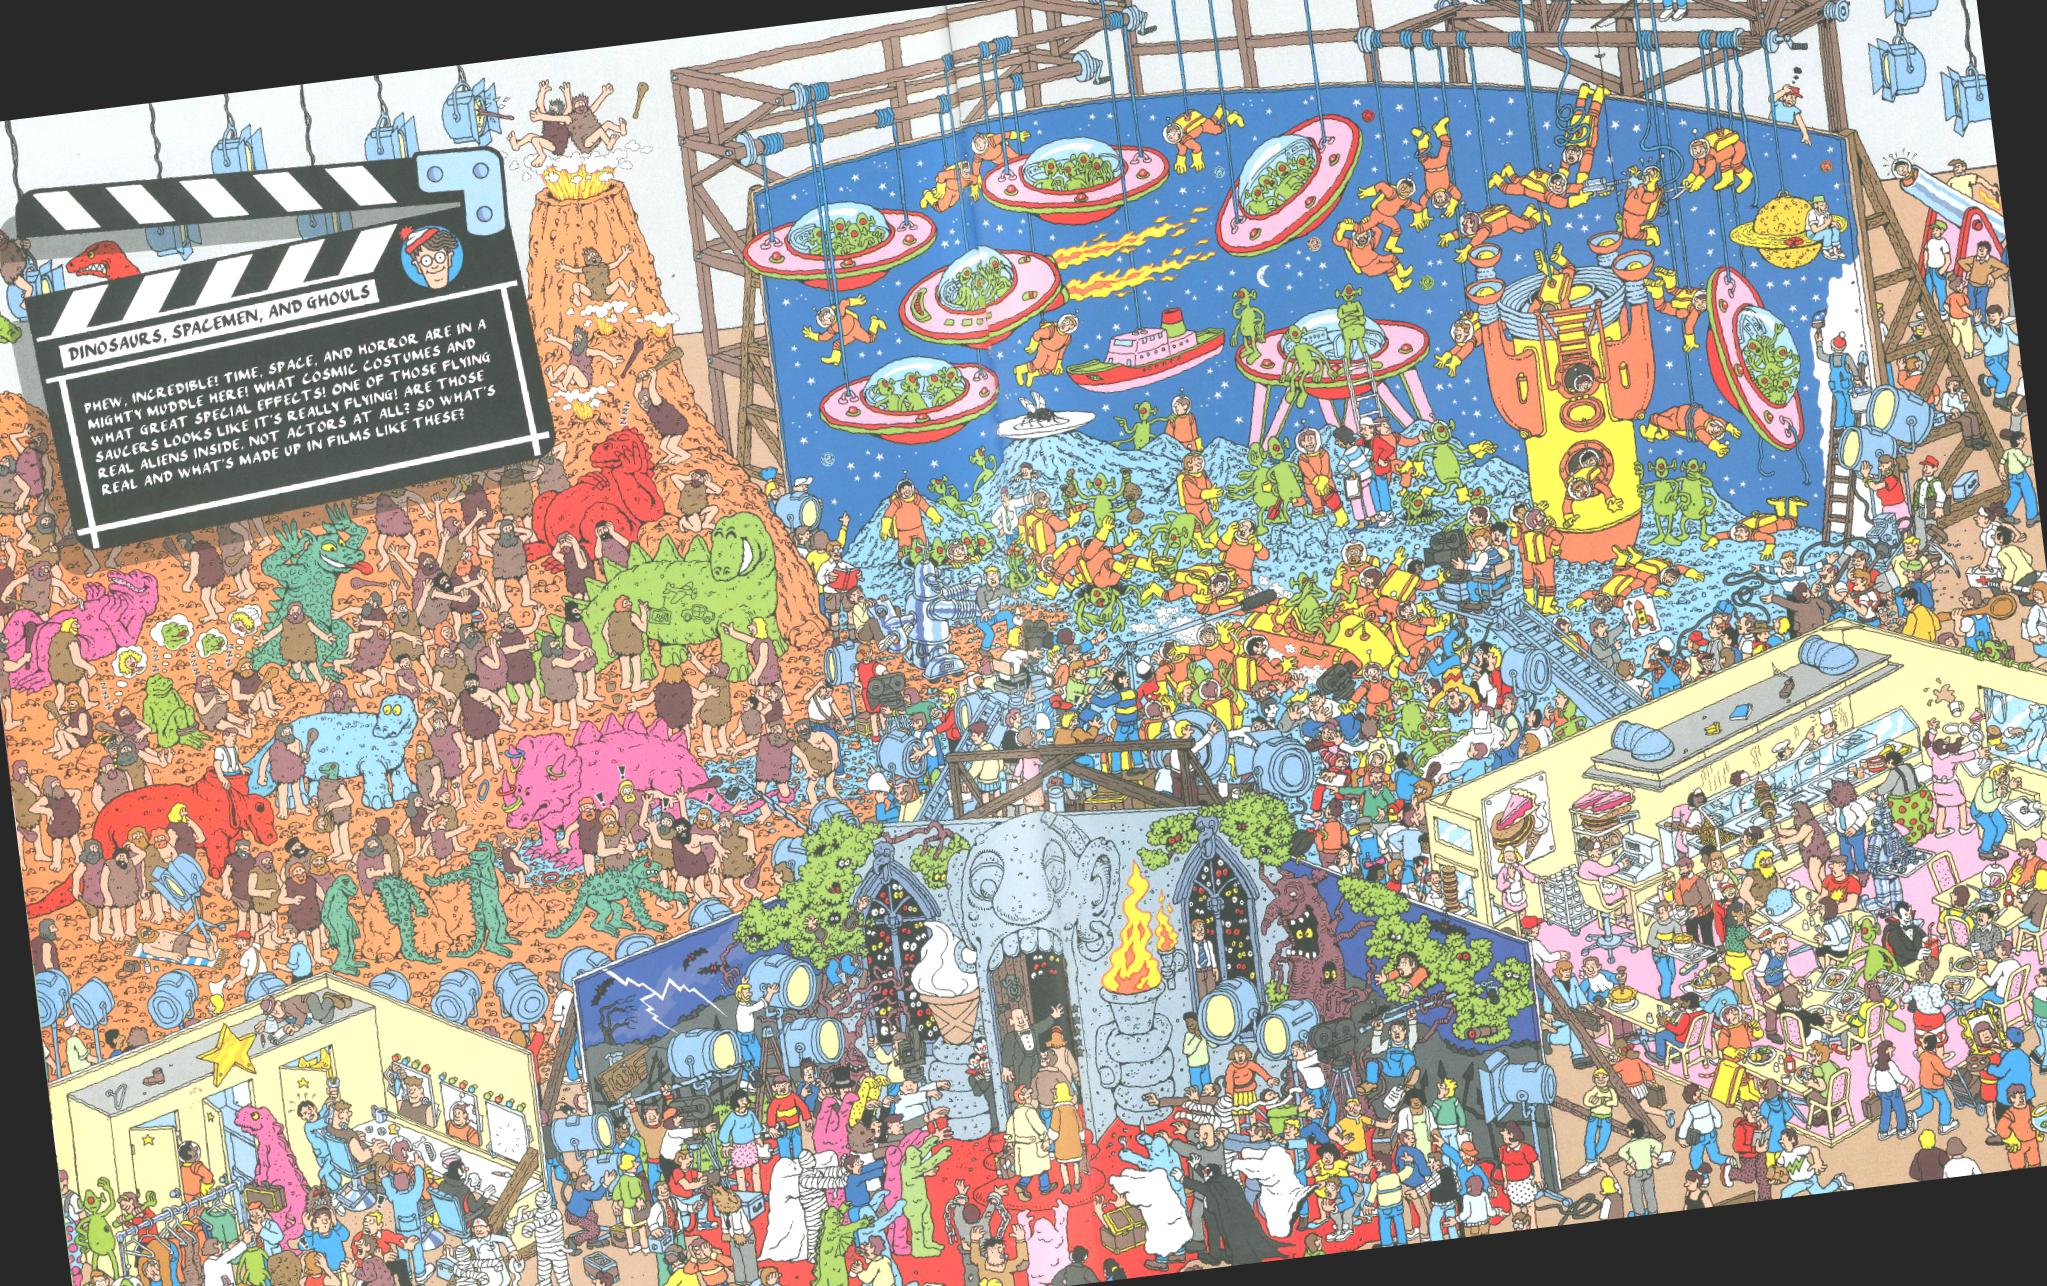 DINOSAURS, SPACEMEN, AND GHOULS
PHEW, INCREDIBLE! TIME, SPACE, AND HORROR ARE IN A
MIGHTY MUDDLE HERE! WHAT COSMIC COSTUMES AND
WHAT GREAT SPECIAL EFFECTS! ONE OF THOSE FLYING
SAUCERS LOOKS LIKE IT'S REALLY FLYING! ARE THOSE
REAL ALIENS INSIDE, NOT ACTORS AT ALL? SO WHAT'S
REAL AND WHAT'S MADE UP IN FILMS LIKE THESE?